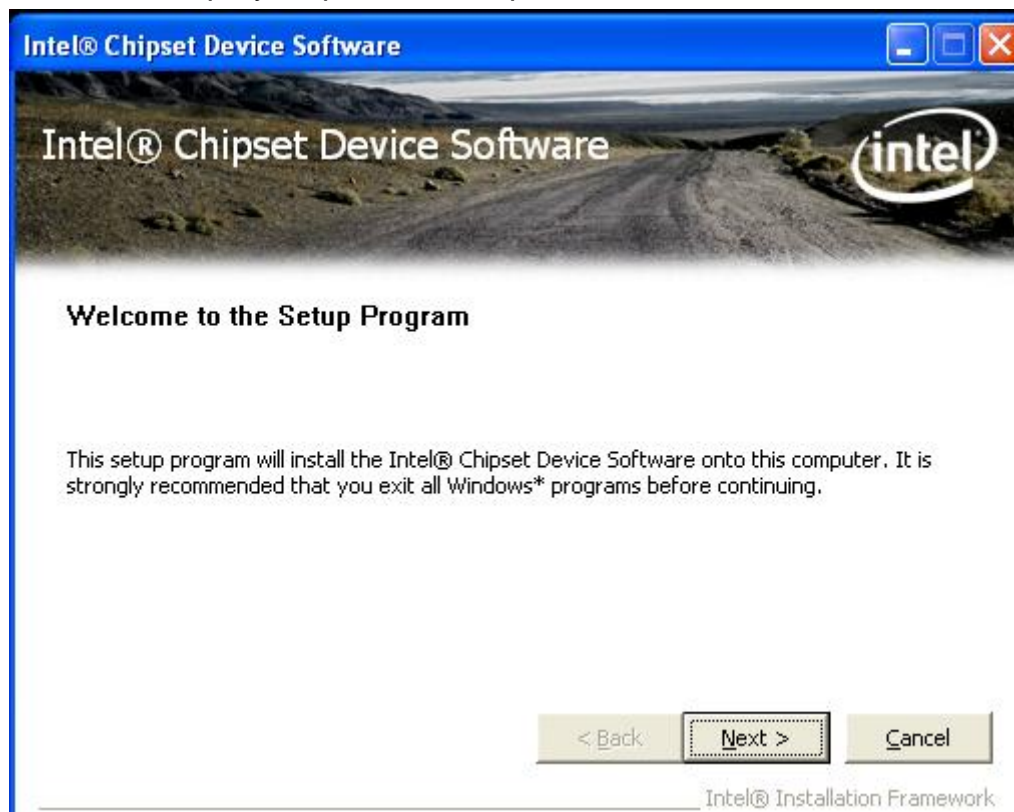 Intel® Chipset Device Software
Intel® Chipset Device Software
intel®
Welcome to the Setup Program
This setup program will install the Intel® Chipset Device Software onto this computer. It is
strongly recommended that you exit all Windows* programs before continuing.
< Back
Next >
Cancel
Intel® Installation Framework